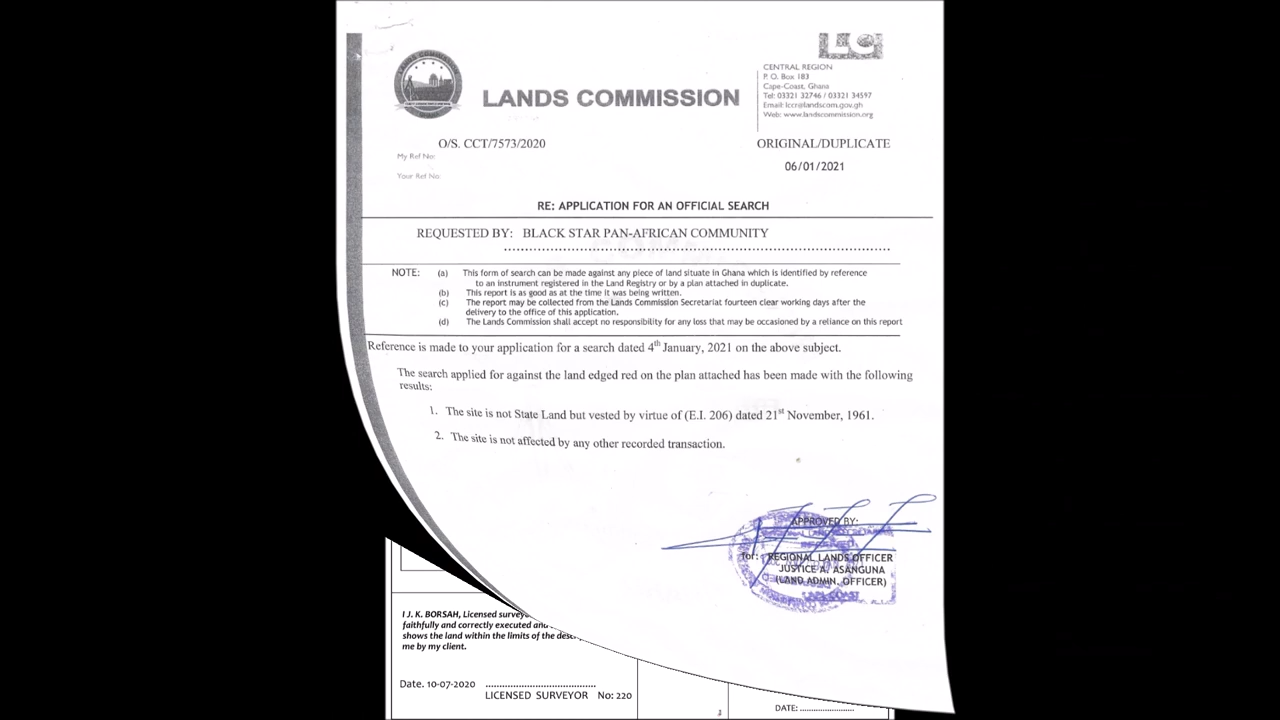 LC
CENTRAL REGION
P. O. Box 183
Cape-Coast, Ghana
Tel: 03321 32746 / 03321 34597
Email: lccr@landscom.gov.gh
Web: www.landscommission.org
LANDS COMMISSION
O/S. CCT/7573/2020
ORIGINAL/DUPLICATE
My Ref No:
06/01/2021
Your Ref No:
RE: APPLICATION FOR AN OFFICIAL SEARCH
REQUESTED BY: BLACK STAR PAN-AFRICAN COMMUNITY
NOTE: (a) This form of search can be made against any piece of land situate in Ghana which is identified by reference
to an instrument registered in the Land Registry or by a plan attached in duplicate.
(b) This report is as good as at the time it was being written.
(c) The report may be collected from the Lands Commission Secretariat fourteen clear working days after the
delivery to the office of this application.
(d) The Lands Commission shall accept no responsibility for any loss that may be occasioned by a reliance on this report
Reference is made to your application for a search dated 4th January, 2021 on the above subject.
The search applied for against the land edged red on the plan attached has been made with the following
results:
1. The site is not State Land but vested by virtue of (E.I. 206) dated 21st November, 1961.
2. The site is not affected by any other recorded transaction.
APPROVED BY:
for: REGIONAL LANDS OFFICER
JUSTICE A. ASANGUNA
(LAND ADMIN. OFFICER)
CAPE COAST
I J. K. BORSAH, Licensed
faithfully and correctly executed
shows the land within the limits of the
me by my client.
Date. 10-07-2020
LICENSED SURVEYOR No: 220
DATE: ....................